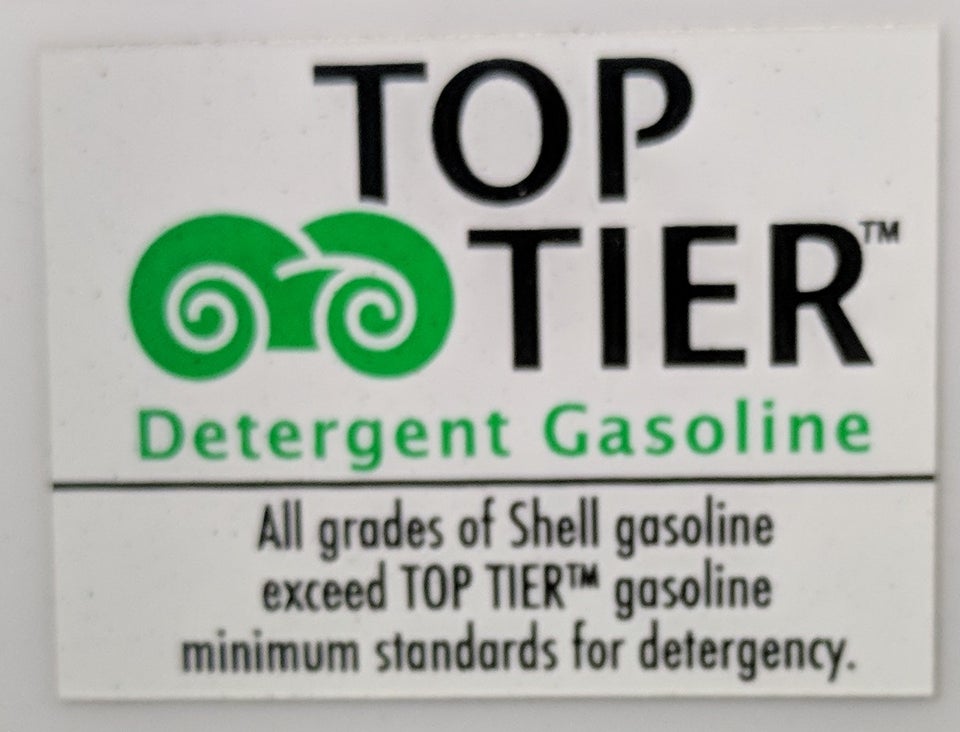 TOP
TIER™
Detergent Gasoline
All grades of Shell gasoline
exceed TOP TIER™ gasoline
minimum standards for detergency.